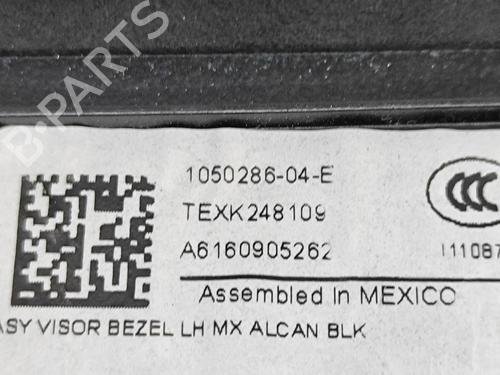 B-PARTS
1050286-04-E
TEXK248109
A6160905262
CCC
111087
Assembled In MEXICO
ASY VISOR BEZEL LH MX ALCAN BLK